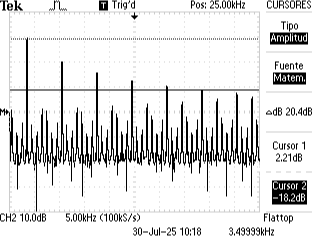 Tek Trig'd Pos: 25.00kHz CURSORES
Tipo
Amplitud
Fuente
Matem.
M
dB 20.4dB
Cursor 1
2.21dB
Cursor 2
-18.2dB
CH2 10.0dB 5.00kHz (100kS/s) Flattop
30-Jul-25 10:18 3.49999kHz